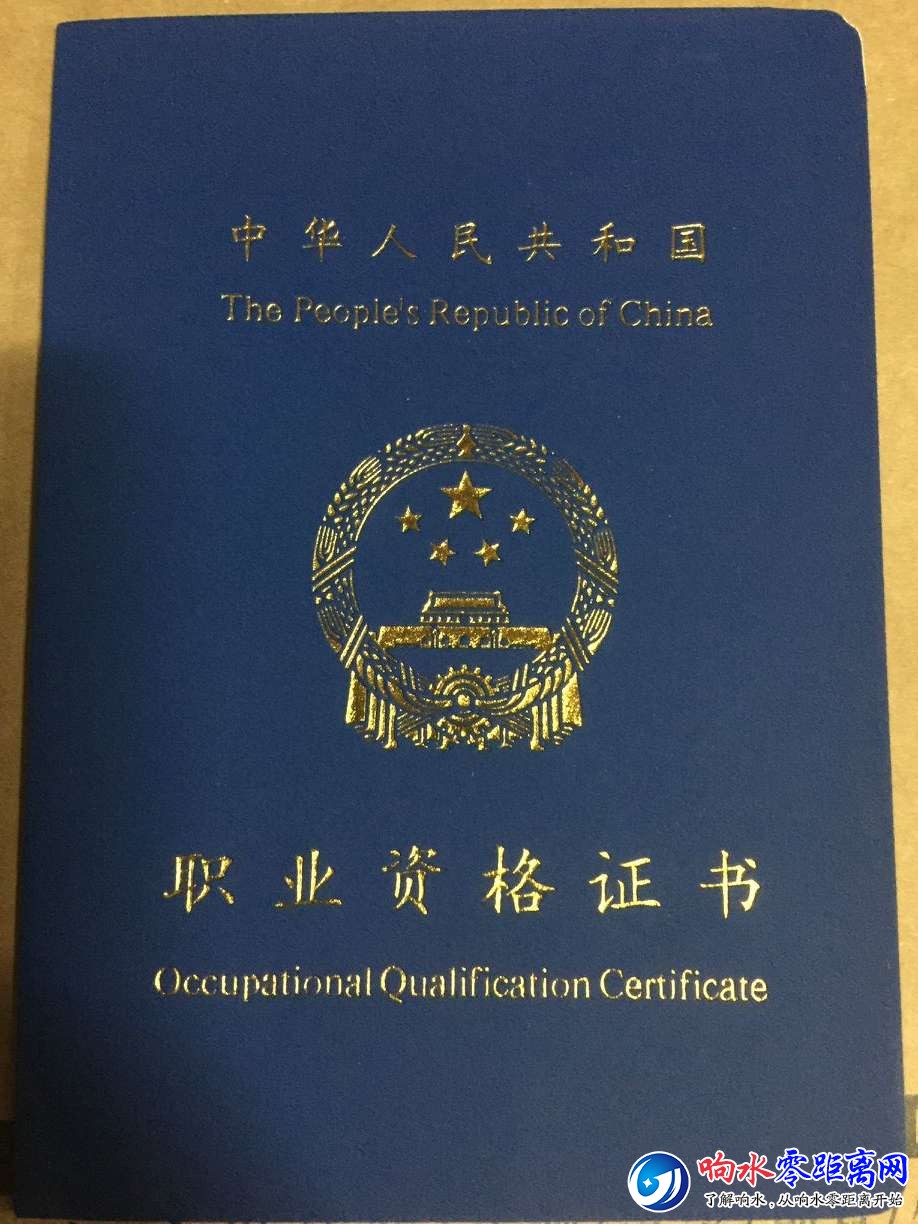 中华人民共和国
The People's Republic of China
职业资格证书
Occupational Qualification Certificate
响水零距离网
了解响水，从响水零距离开始